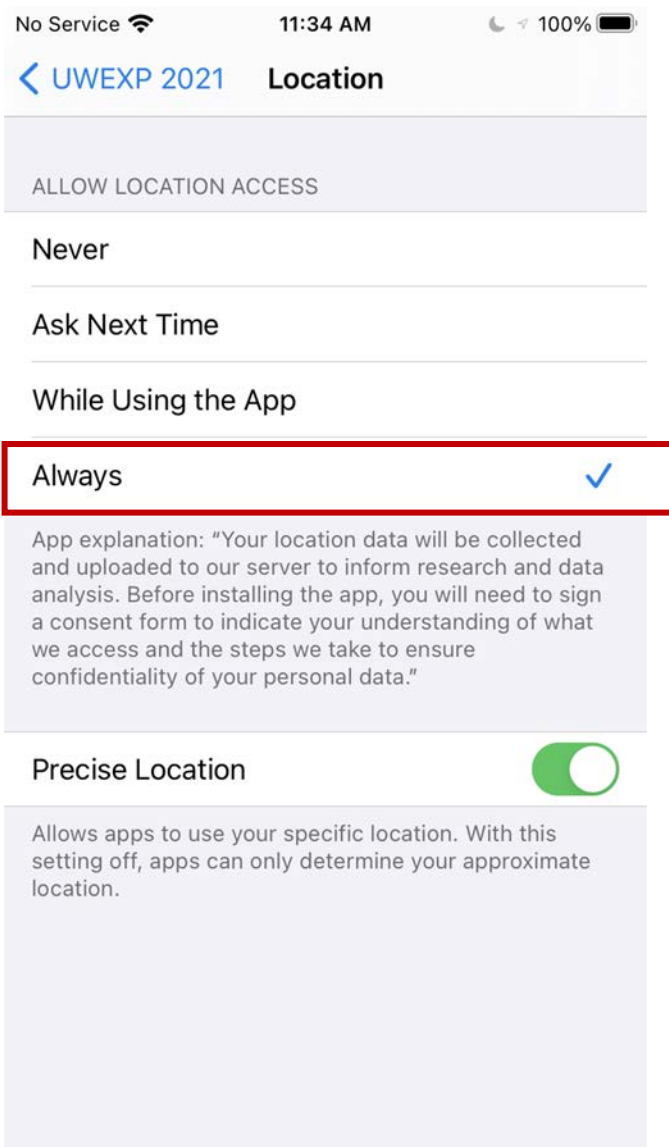 No Service 11:34 AM 100%
UWEXP 2021 Location
ALLOW LOCATION ACCESS
Never
Ask Next Time
While Using the App
Always
App explanation: “Your location data will be collected
and uploaded to our server to inform research and data
analysis. Before installing the app, you will need to sign
a consent form to indicate your understanding of what
we access and the steps we take to ensure
confidentiality of your personal data.”
Precise Location
Allows apps to use your specific location. With this
setting off, apps can only determine your approximate
location.